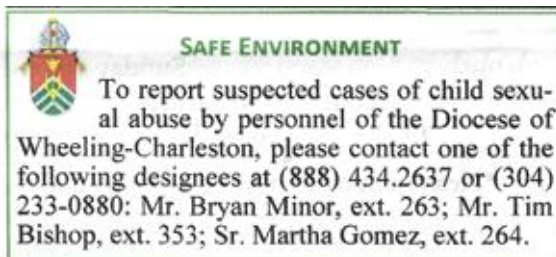 SAFE ENVIRONMENT
To report suspected cases of child sexu-
al abuse by personnel of the Diocese of
Wheeling-Charleston, please contact one of the
following designees at (888) 434.2637 or (304)
233-0880: Mr. Bryan Minor, ext. 263; Mr. Tim
Bishop, ext. 353; Sr. Martha Gomez, ext. 264.